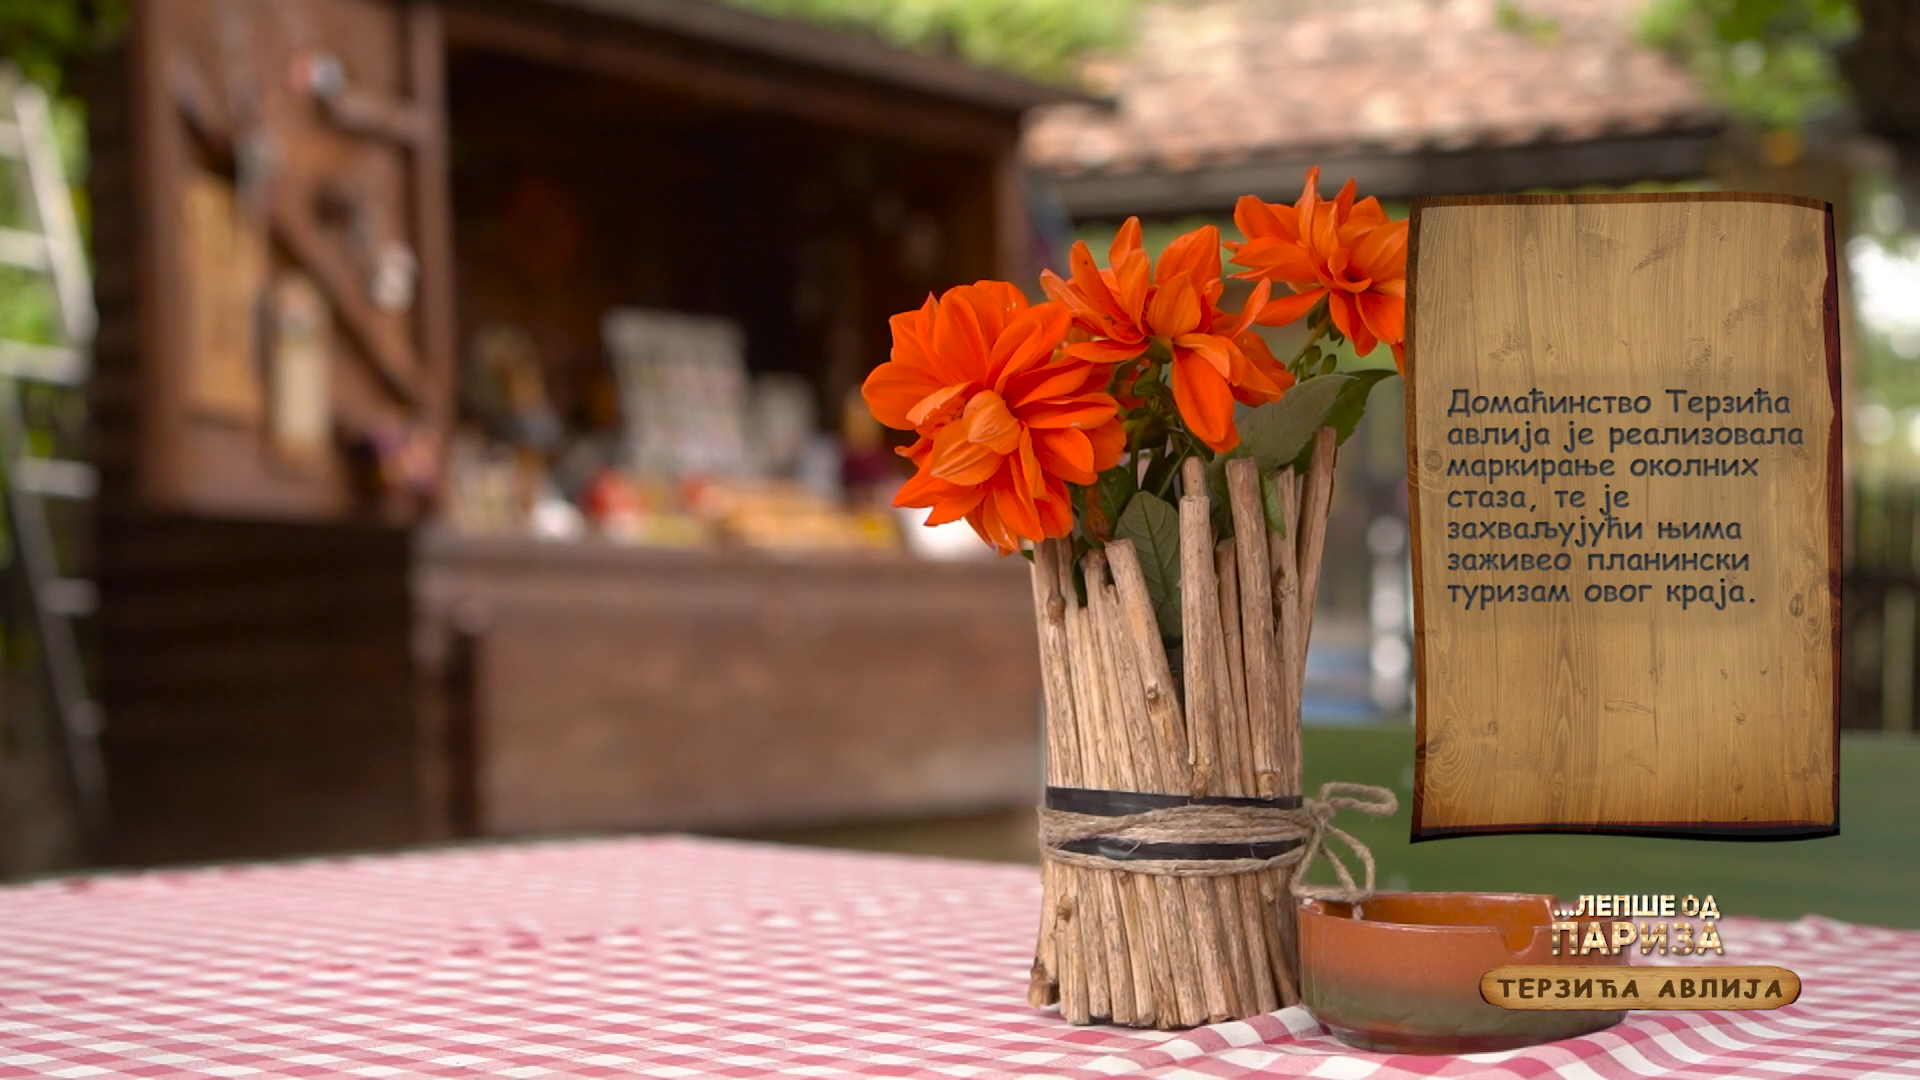 Домаћинство Терзића
авлија је реализовала
маркирање околних
стаза, те је
захваљујући њима
заживео планински
туризам овог краја.
...ЛЕПШЕ ОД
ПАРИЗА
ТЕРЗИЋА АВЛИЈА